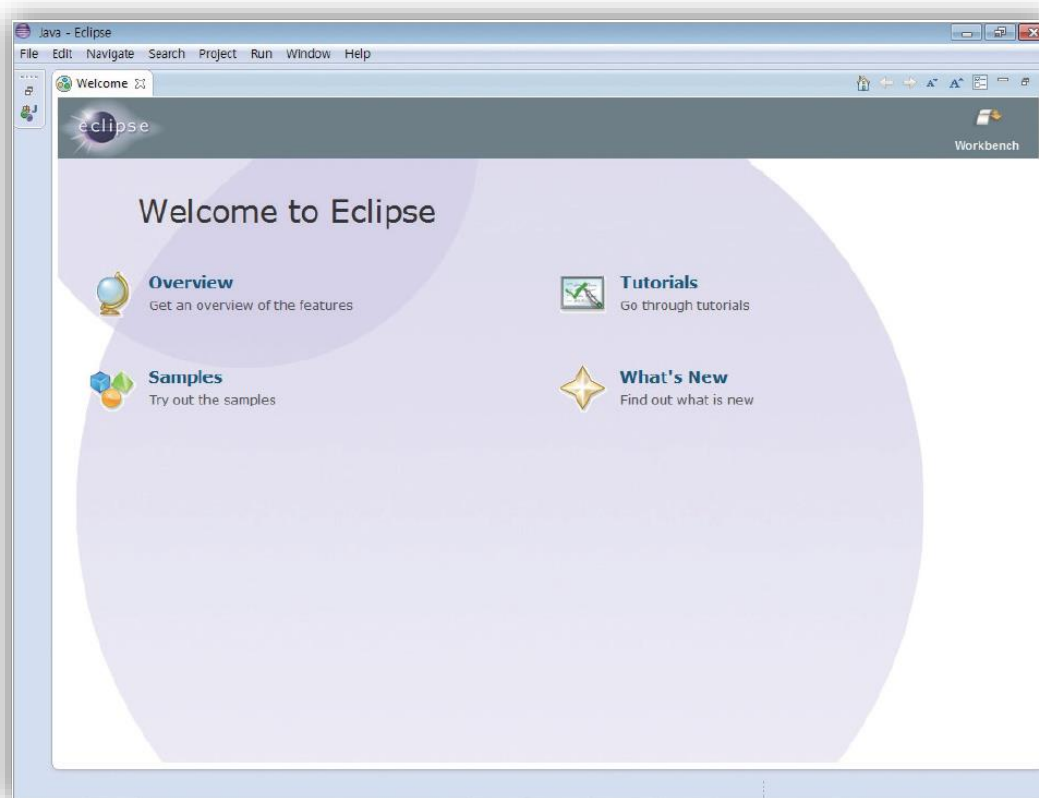 Java - Eclipse
File Edit Navigate Search Project Run Window Help
Welcome
eclipse
Workbench
Welcome to Eclipse
Overview
Get an overview of the features
Tutorials
Go through tutorials
Samples
Try out the samples
What's New
Find out what is new